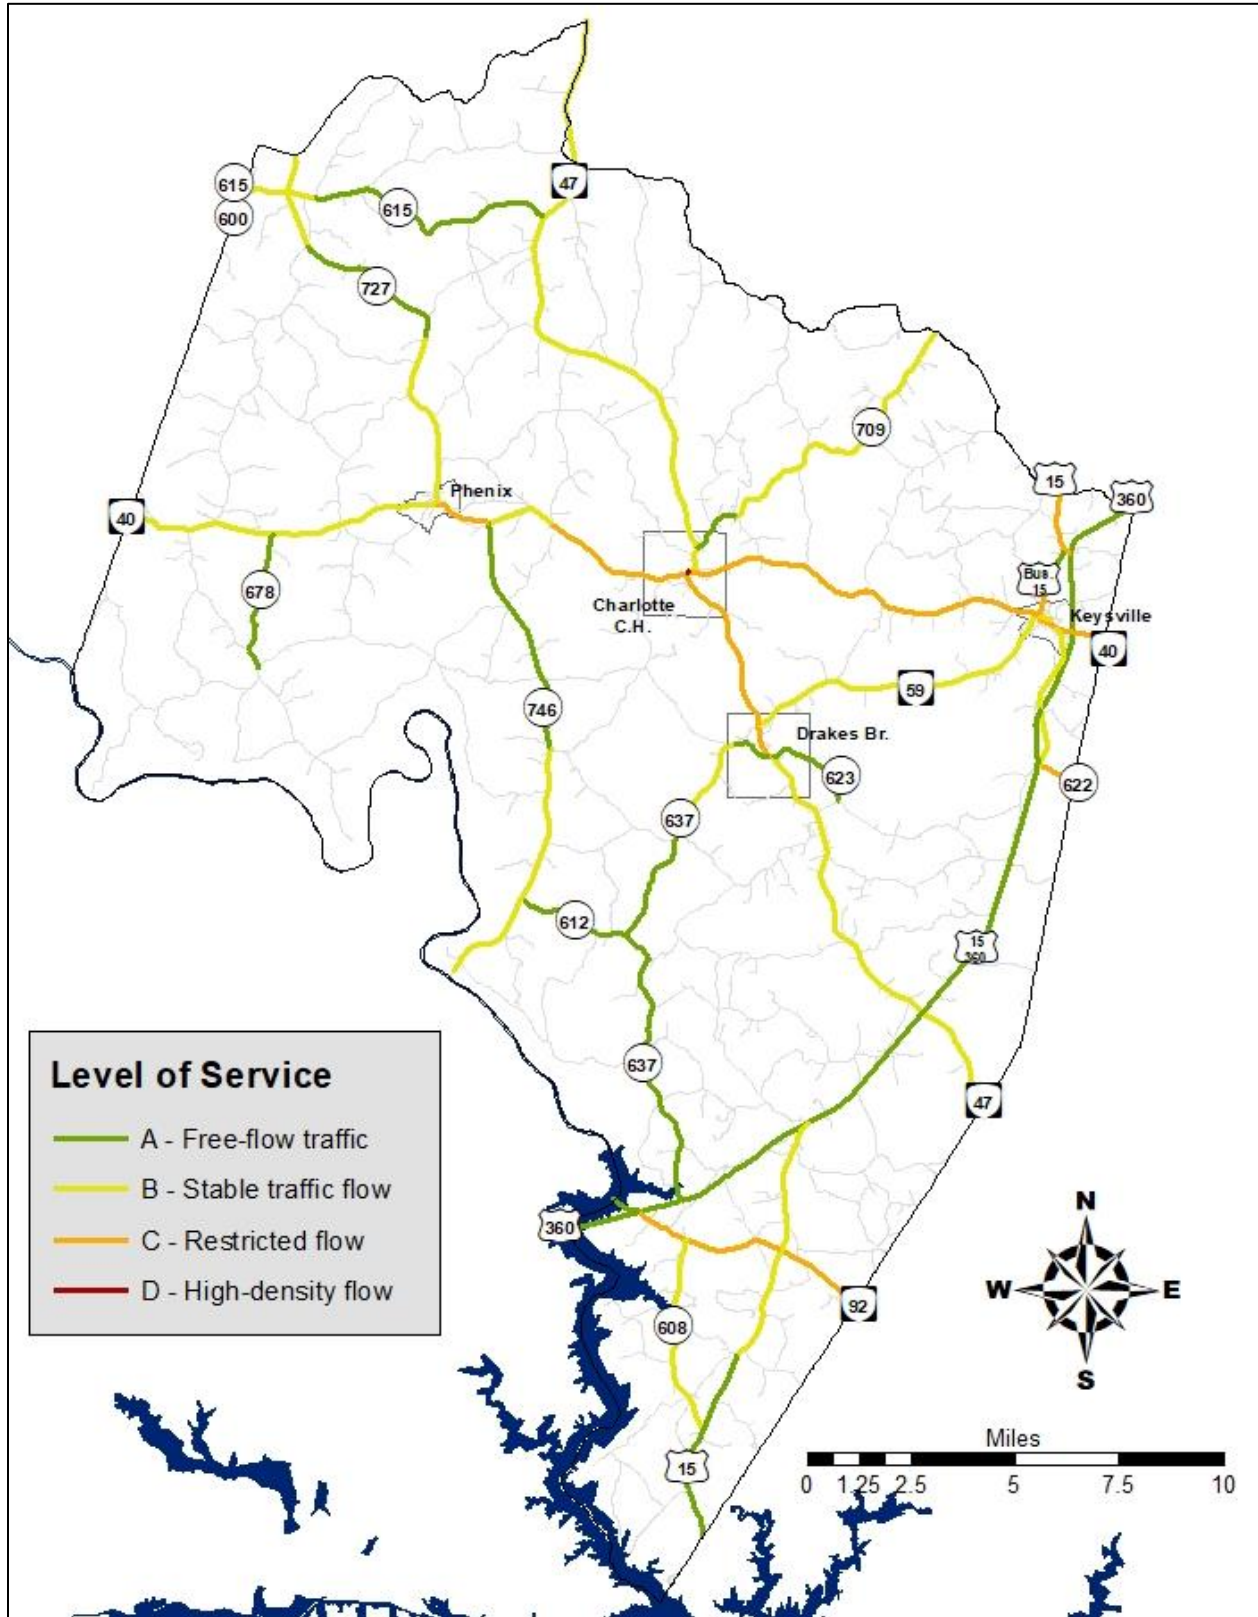 47
615
600
615
727
709
15
360
Phenix
40
Bus.
15
678
Charlotte
C.H.
Keysville
40
59
746
Drakes Br.
623
622
637
612
15
360
637
47
Level of Service
A - Free-flow traffic
B - Stable traffic flow
C - Restricted flow
D - High-density flow
360
N
W
E
S
92
608
Miles
15
0 1.25 2.5 5 7.5 10